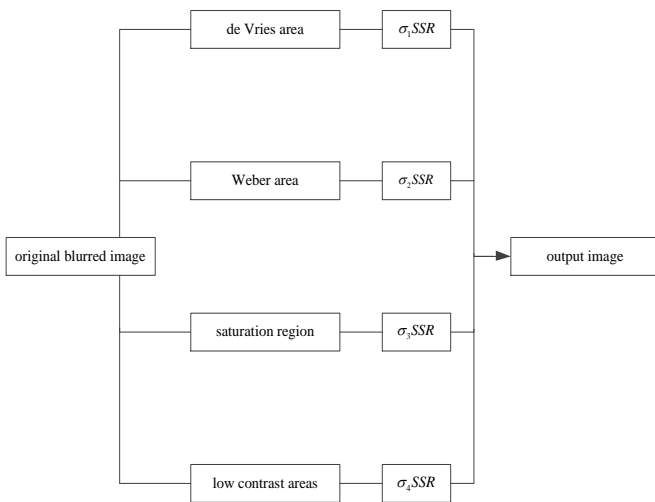 de Vries area
σ₁SSR
Weber area
σ₂SSR
original blurred image
output image
saturation region
σ₃SSR
low contrast areas
σ₄SSR